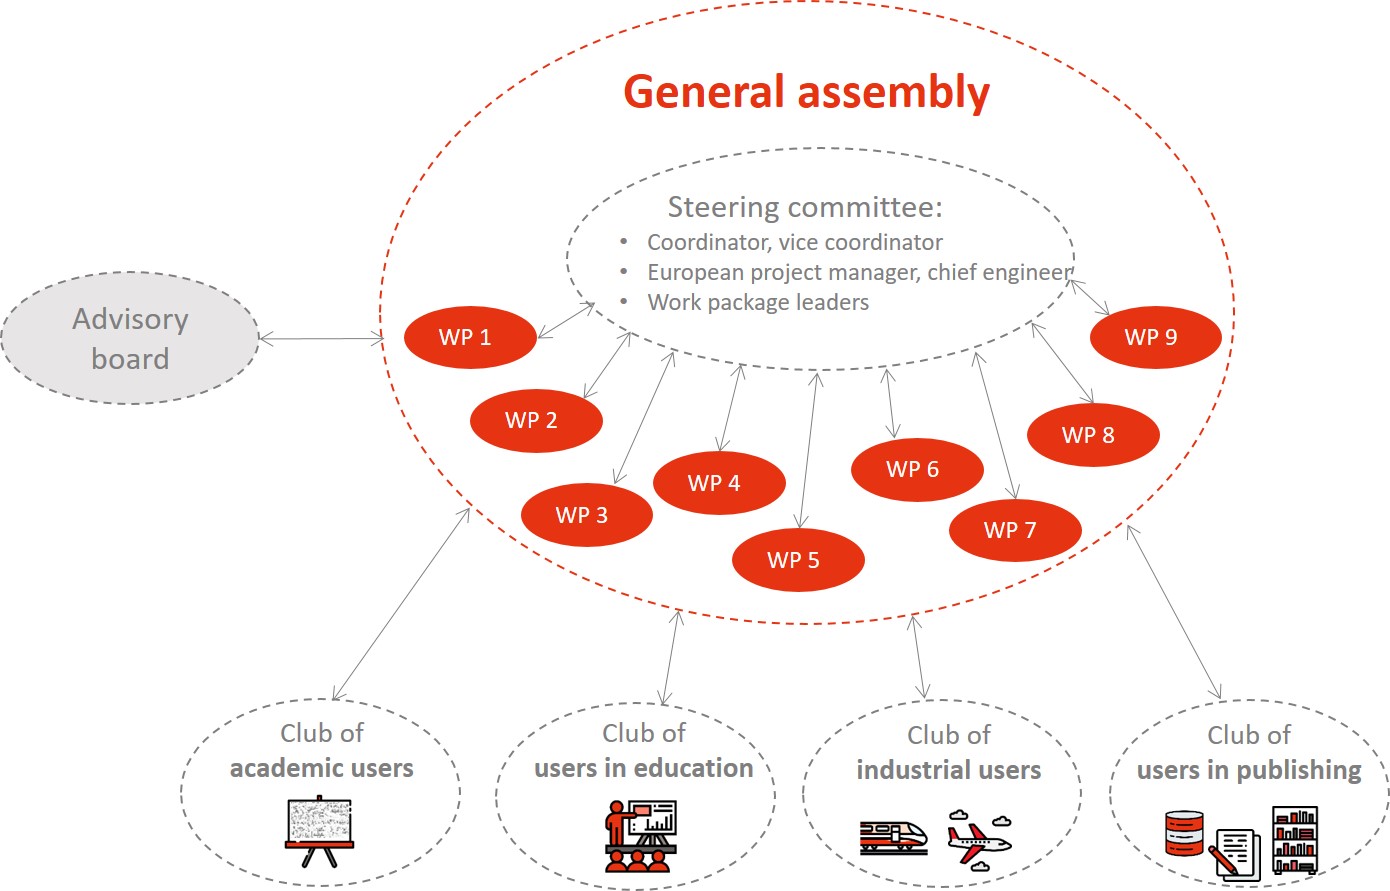 General assembly
Steering committee:
• Coordinator, vice coordinator
• European project manager, chief engineer
• Work package leaders
Advisory
board
WP 1
WP 2
WP 3
WP 4
WP 5
WP 6
WP 7
WP 8
WP 9
Club of
academic users
Club of
users in education
Club of
industrial users
Club of
users in publishing